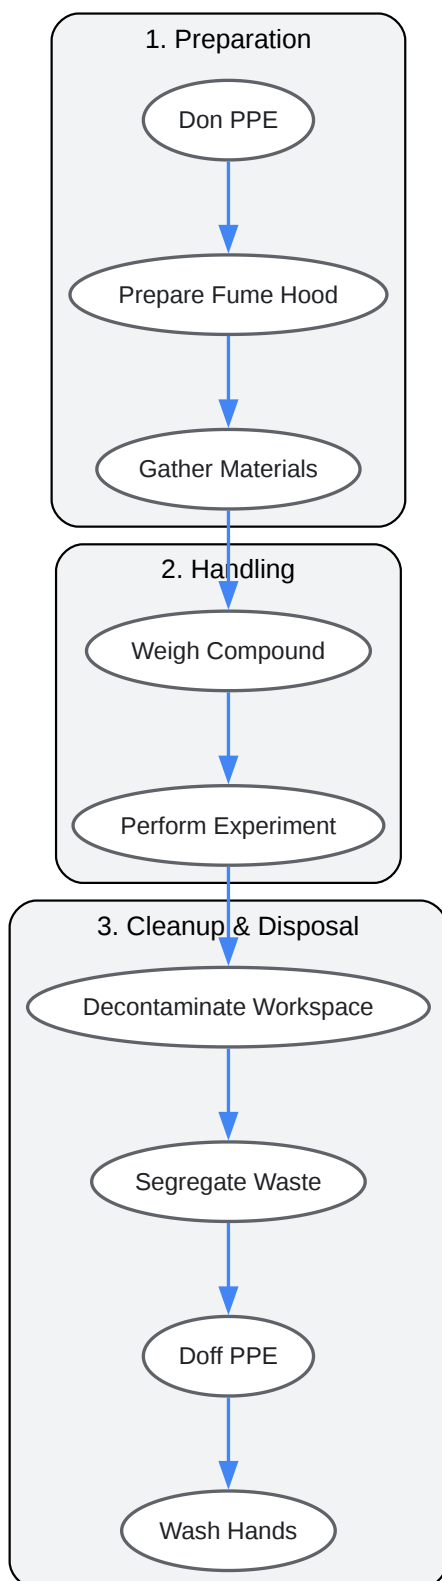 1. Preparation
Don PPE
Prepare Fume Hood
Gather Materials
2. Handling
Weigh Compound
Perform Experiment
3. Cleanup & Disposal
Decontaminate Workspace
Segregate Waste
Doff PPE
Wash Hands